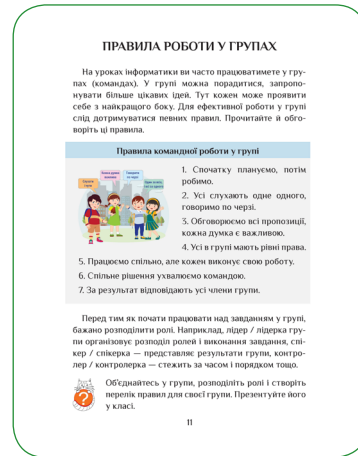 ПРАВИЛА РОБОТИ У ГРУПАХ
На уроках інформатики ви часто працюватимете у гру-
пах (командах). У групі можна порадитися, запропо-
нувати більше цікавих ідей. Тут кожен може проявити
себе з найкращого боку. Для ефективної роботи у групі
слід дотримуватися певних правил. Прочитайте й обго-
воріть ці правила.
Правила командної роботи у групі
1. Спочатку плануємо, потім
робимо.
2. Усі слухають одне одного,
говоримо по черзі.
3. Обговорюємо всі пропозиції,
кожна думка є важливою.
4. Усі в групі мають рівні права.
5. Працюємо спільно, але кожен виконує свою роботу.
6. Спільне рішення ухвалюємо командою.
7. За результат відповідають усі члени групи.
Перед тим як почати працювати над завданням у групі,
бажано розподілити ролі. Наприклад, лідер / лідерка гру-
пи організовує розподіл ролей і виконання завдання, спі-
кер / спікерка — представляє результати групи, контро-
лер / контролерка — стежить за часом і порядком тощо.
Об’єднайтесь у групи, розподіліть ролі і створіть
перелік правил для своєї групи. Презентуйте його
у класі.
11